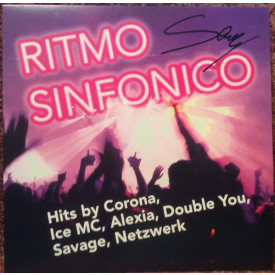 RITMO
SINFONICO
Hits by Corona,
Ice MC, Alexia, Double You,
Savage, Netzwerk